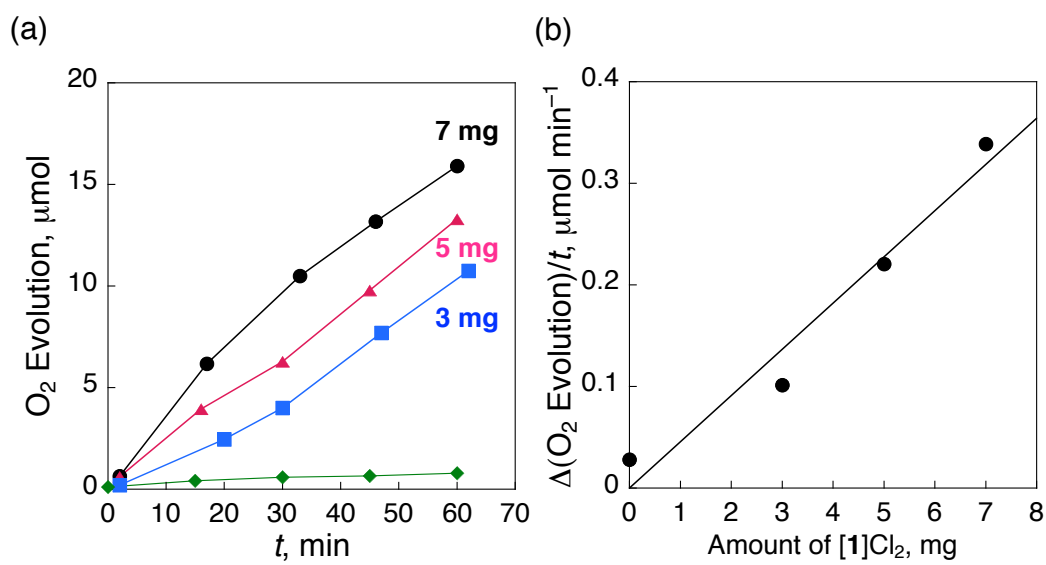 (a)
O₂ Evolution, μmol
20
15
10
5
0
7 mg
5 mg
3 mg
0 10 20 30 40 50 60 70
t, min
(b)
Δ(O₂ Evolution)/t, μmol min⁻¹
0.4
0.3
0.2
0.1
0
0 1 2 3 4 5 6 7 8
Amount of [1]Cl₂, mg